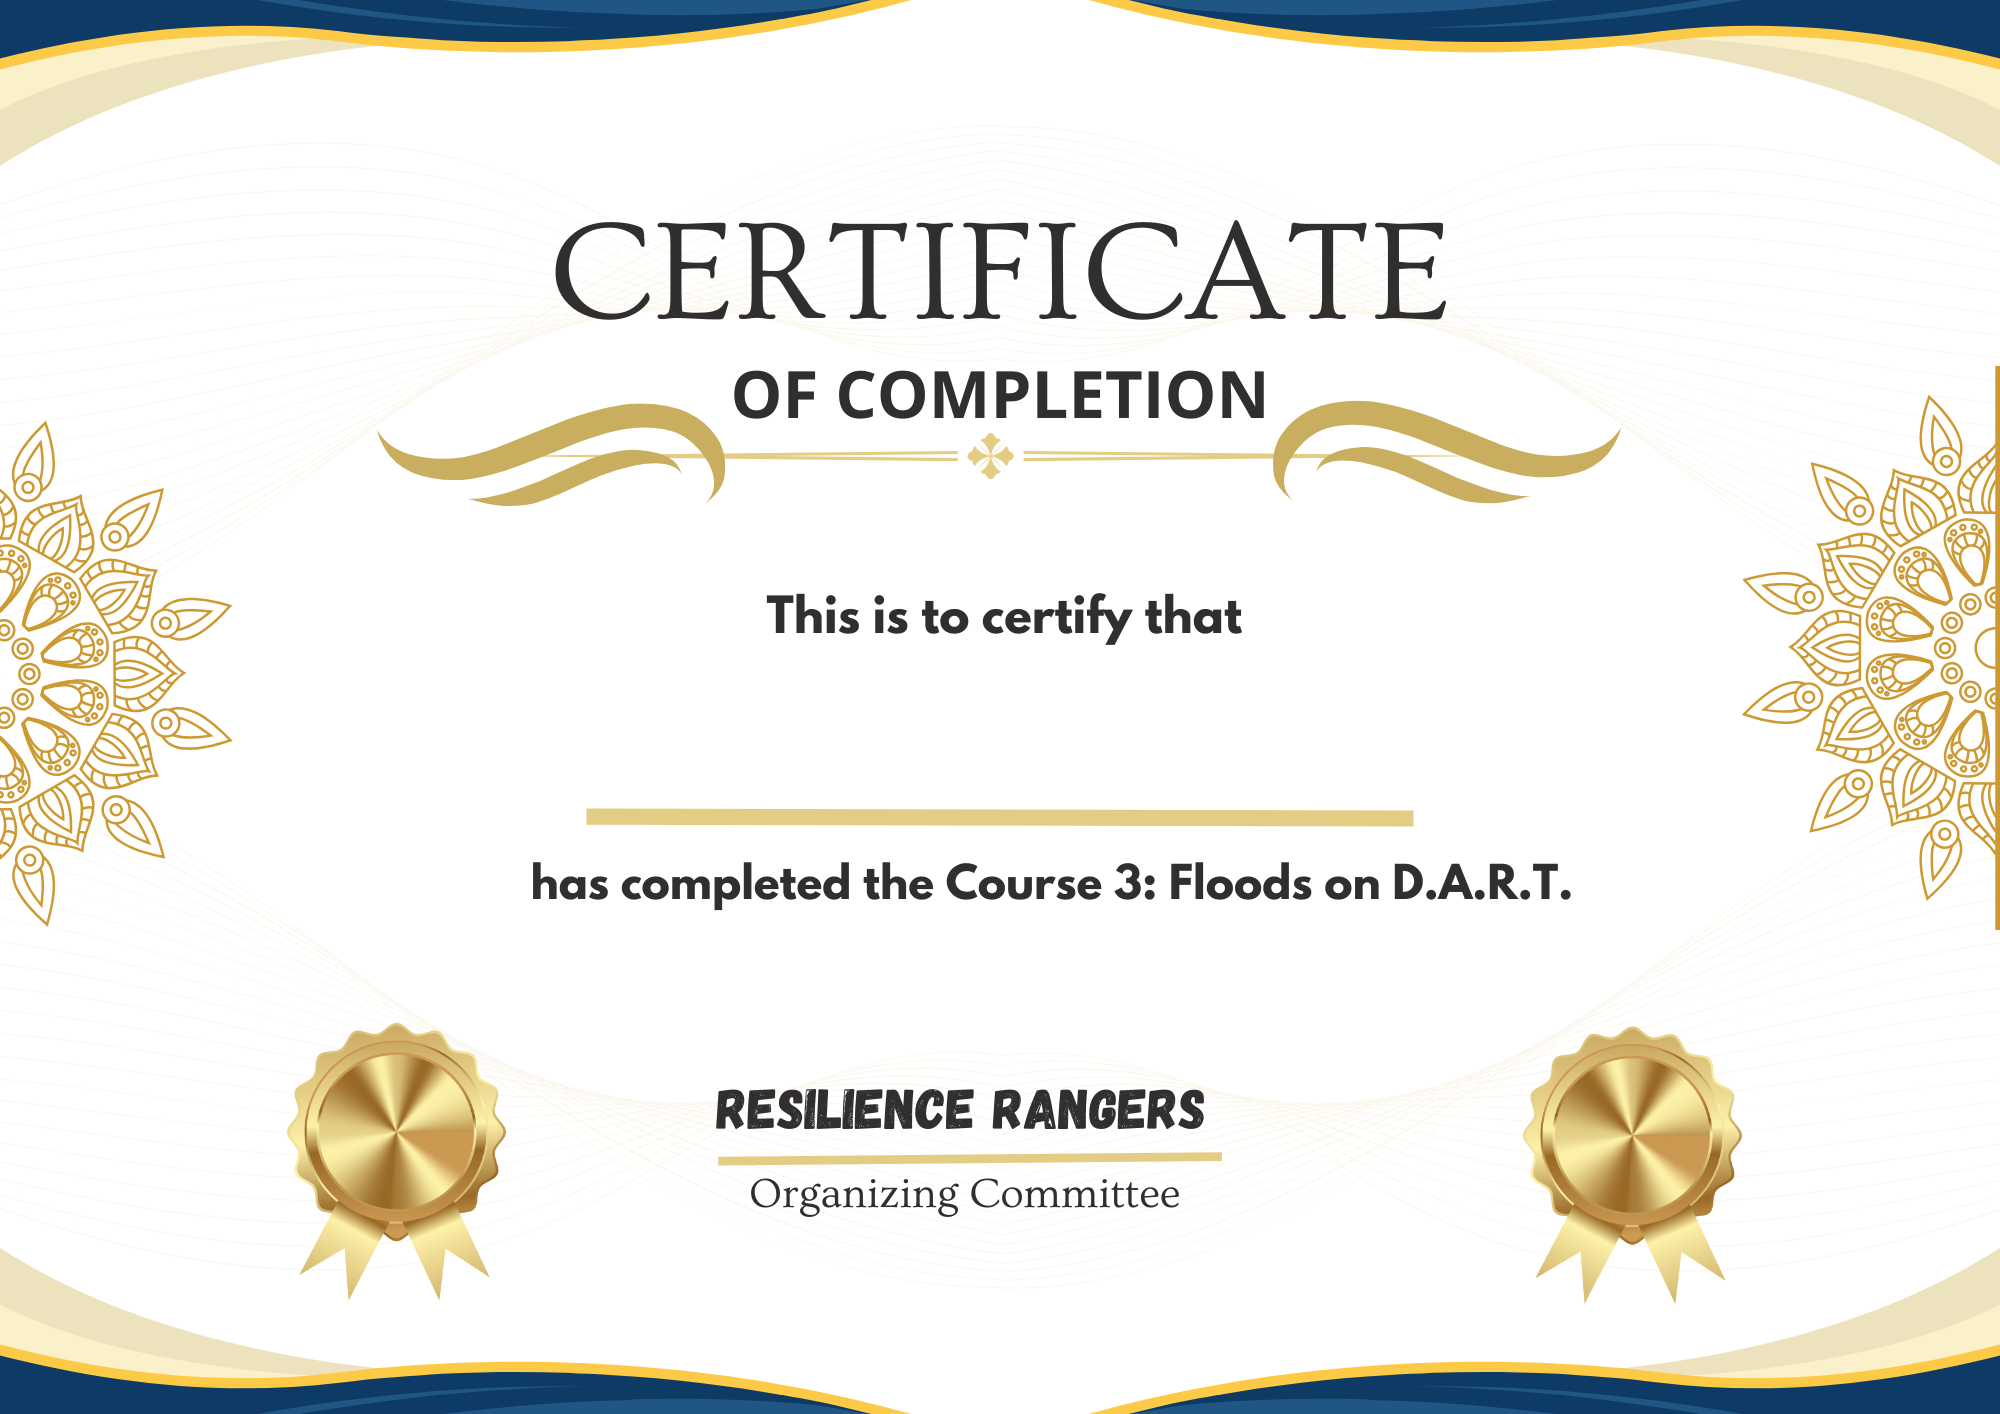 CERTIFICATE
OF COMPLETION
This is to certify that
has completed the Course 3: Floods on D.A.R.T.
RESILIENCE RANGERS
Organizing Committee